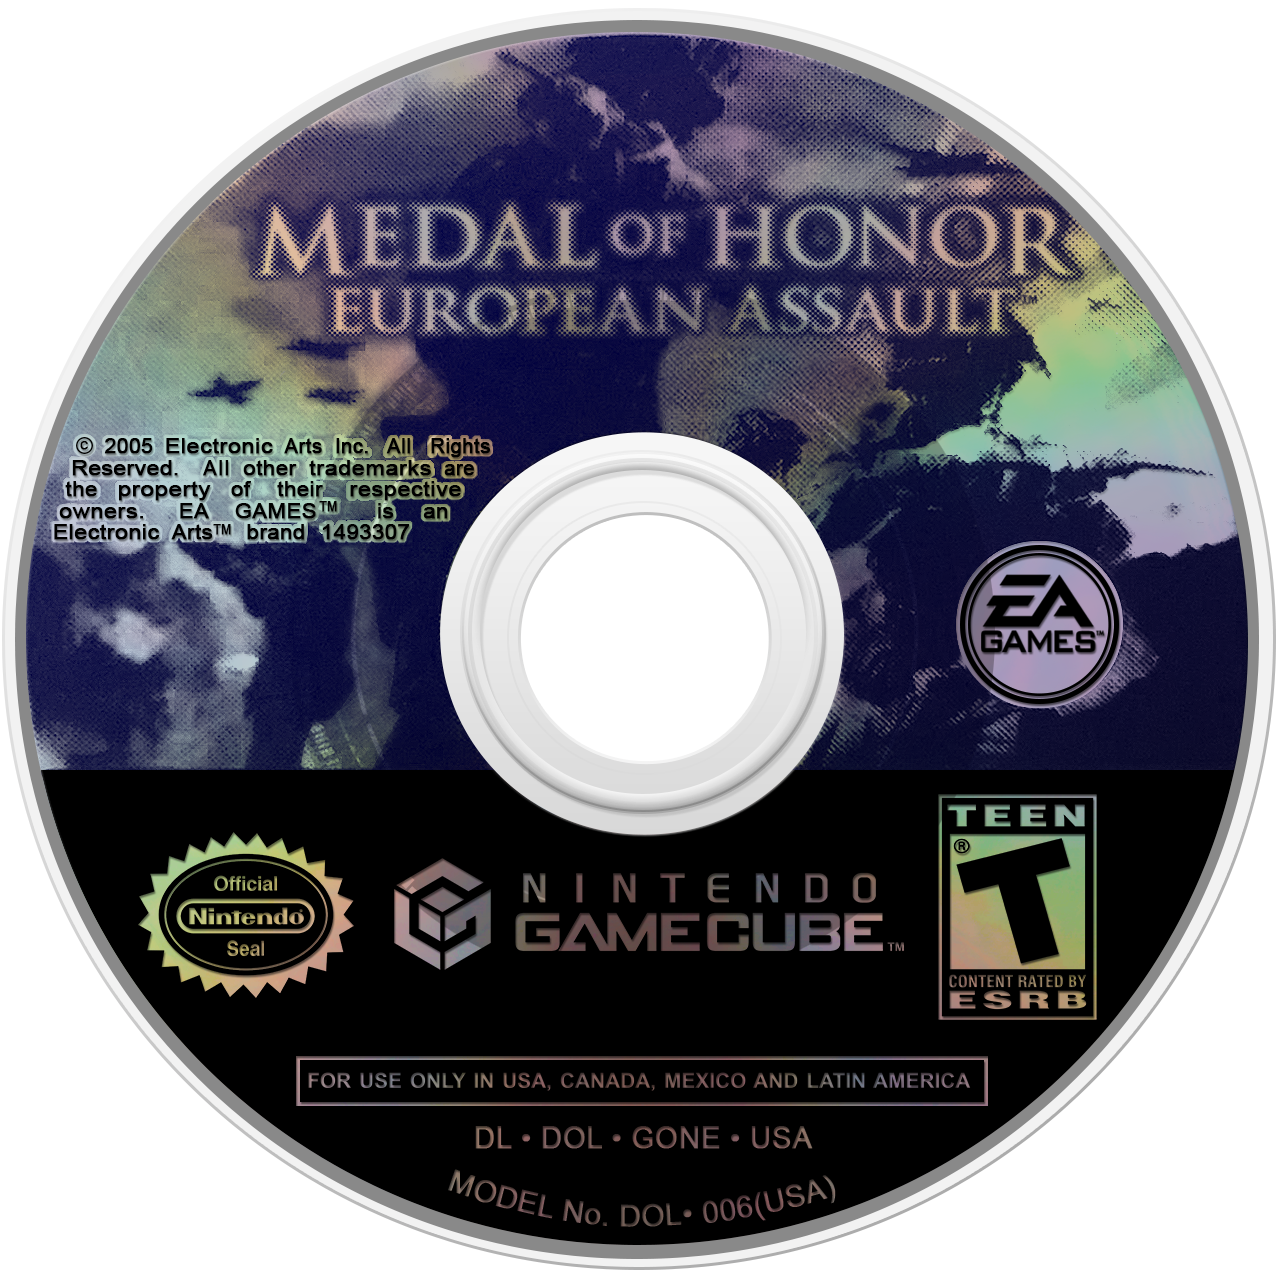 MEDAL OF HONOR
EUROPEAN ASSAULT™
© 2005 Electronic Arts Inc. All Rights
Reserved. All other trademarks are
the property of their respective
owners. EA GAMES™ is an
Electronic Arts™ brand 1493307
EA
GAMES™
TEEN
®
T
CONTENT RATED BY
ESRB
Official
Nintendo®
Seal
NINTENDO
GAMECUBE™
FOR USE ONLY IN USA, CANADA, MEXICO AND LATIN AMERICA
DL • DOL • GONE • USA
MODEL No. DOL• 006(USA)